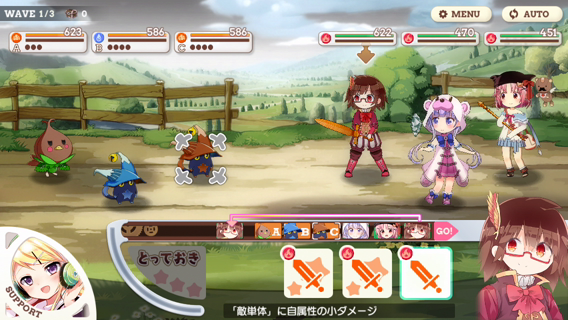 WAVE 1/3 0
MENU
AUTO
623
586
586
622
470
451
A
B
C
A B C GO!
とっておき
SUPPORT
「敵単体」に自属性の小ダメージ